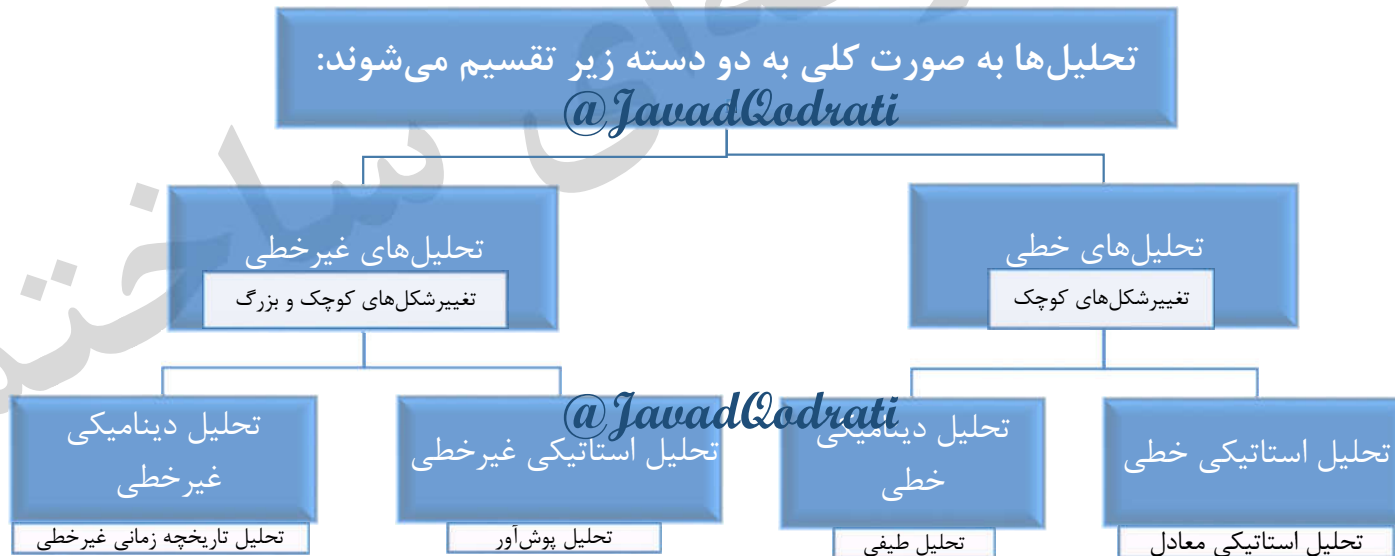 تحلیل‌ها به صورت کلی به دو دسته زیر تقسیم می‌شوند:
@JavadQodrati
تحلیل‌های خطی
تغییرشکل‌های کوچک
تحلیل‌های غیرخطی
تغییرشکل‌های کوچک و بزرگ
@JavadQodrati
تحلیل استاتیکی خطی
تحلیل استاتیکی معادل
تحلیل دینامیکی
خطی
تحلیل طیفی
تحلیل استاتیکی غیرخطی
تحلیل پوش‌آور
تحلیل دینامیکی
غیرخطی
تحلیل تاریخچه زمانی غیرخطی